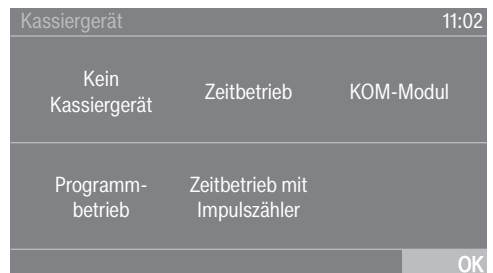 Kassiergerät 11:02
Kein
Kassiergerät
Zeitbetrieb
KOM-Modul
Programm-
betrieb
Zeitbetrieb mit
Impulszähler
OK